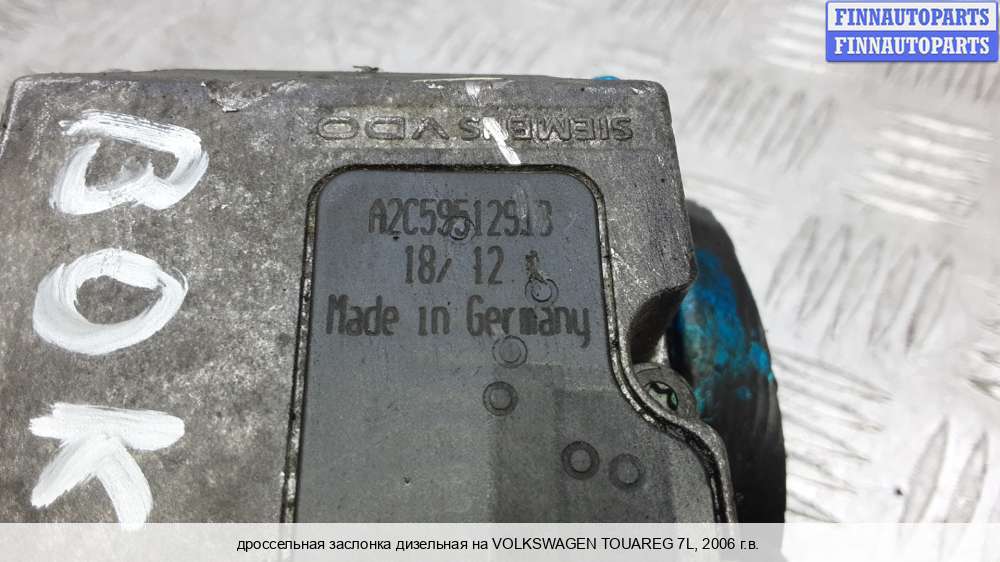 FINNAUTOPARTS
FINNAUTOPARTS
SIEMENS VDO
A2C59512913
18/ 12
Made in Germany
BOK
дроссельная заслонка дизельная на VOLKSWAGEN TOUAREG 7L, 2006 г.в.